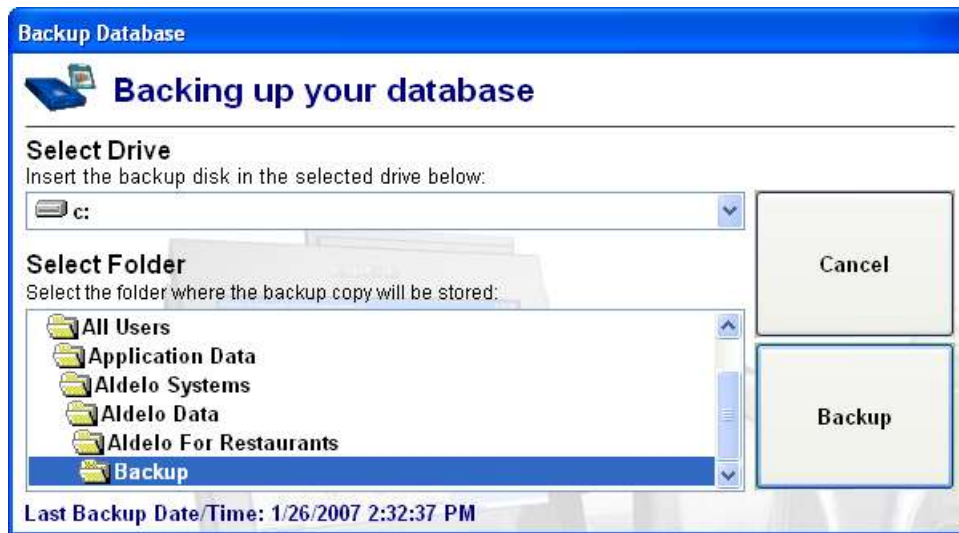 Backup Database
Backing up your database
Select Drive
Insert the backup disk in the selected drive below:
c:
Cancel
Select Folder
Select the folder where the backup copy will be stored:
All Users
Application Data
Aldelo Systems
Aldelo Data
Aldelo For Restaurants
Backup
Backup
Last Backup Date/Time: 1/26/2007 2:32:37 PM